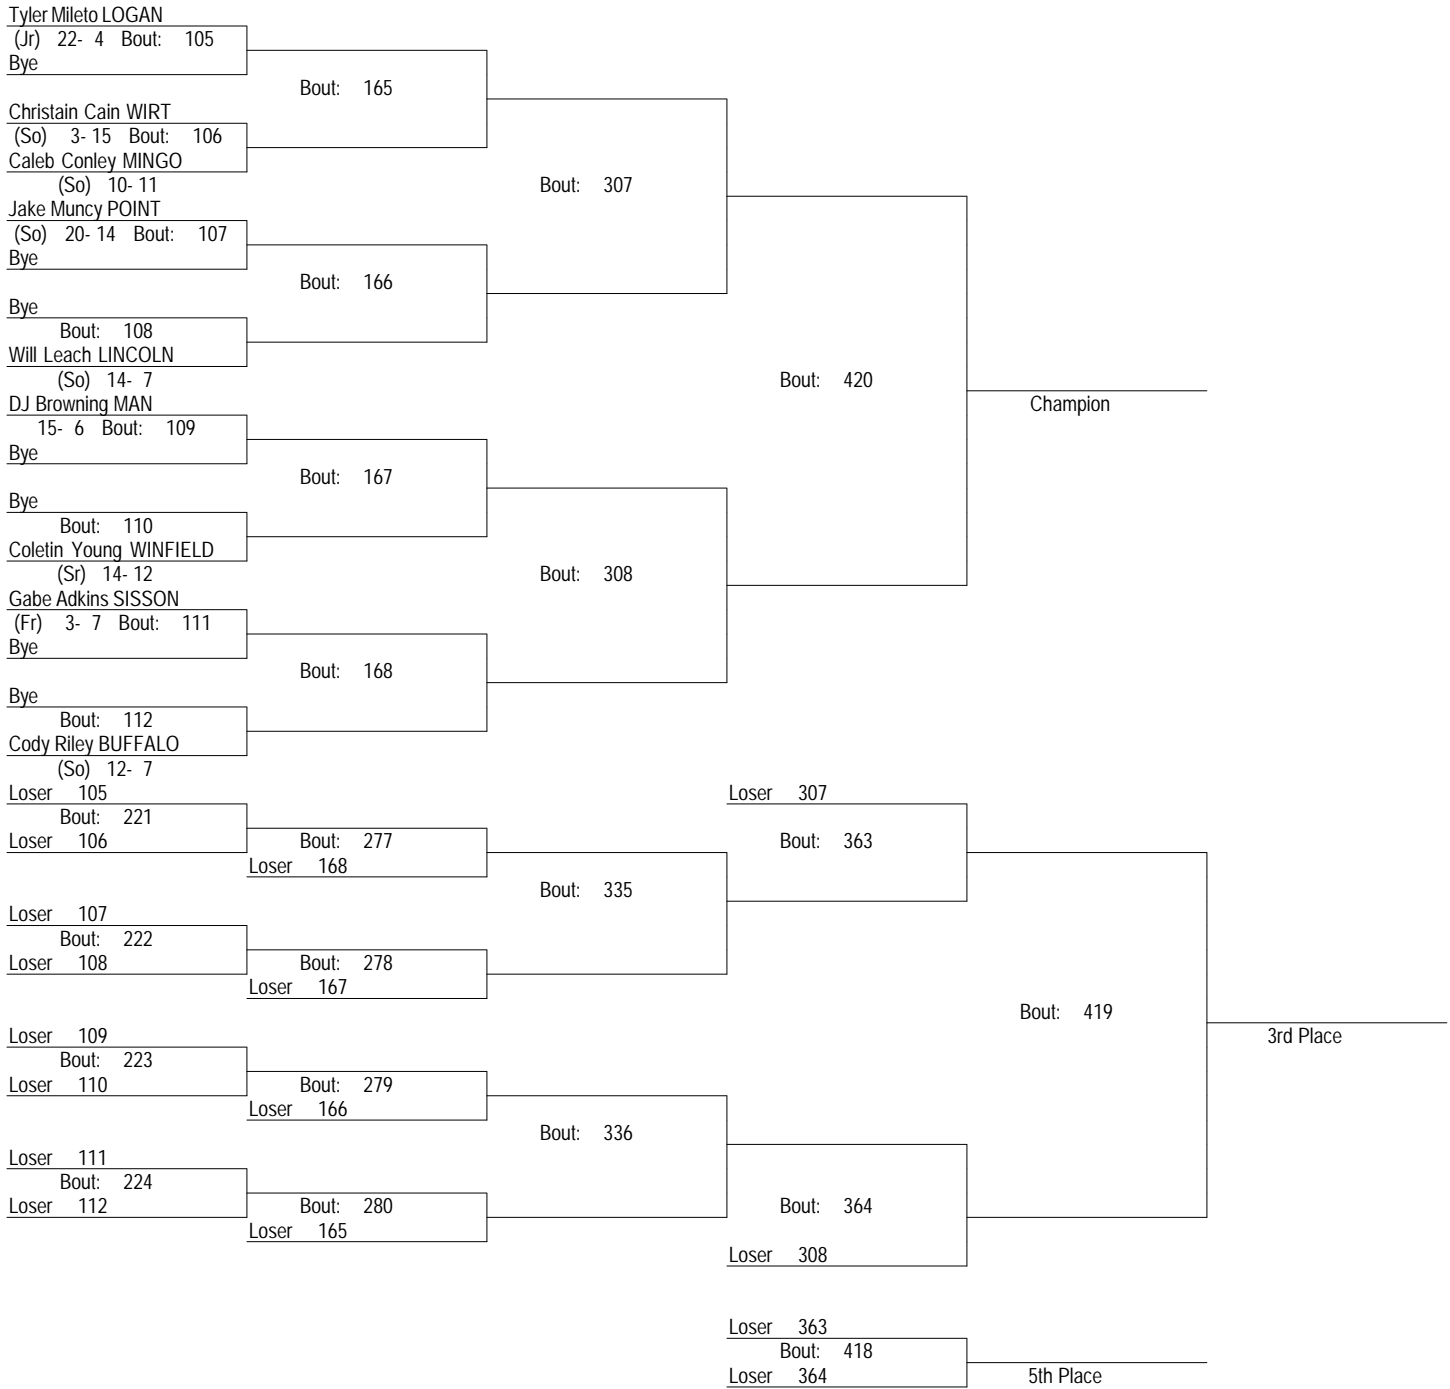 Tyler Mileto LOGAN
(Jr) 22- 4 Bout: 105
Bye
Bout: 165
Christain Cain WIRT
(So) 3- 15 Bout: 106
Caleb Conley MINGO
(So) 10- 11
Bout: 307
Jake Muncy POINT
(So) 20- 14 Bout: 107
Bye
Bout: 166
Bye
Bout: 108
Will Leach LINCOLN
(So) 14- 7
Bout: 420
Champion
DJ Browning MAN
15- 6 Bout: 109
Bye
Bout: 167
Bye
Bout: 110
Coletin Young WINFIELD
(Sr) 14- 12
Bout: 308
Gabe Adkins SISSON
(Fr) 3- 7 Bout: 111
Bye
Bout: 168
Bye
Bout: 112
Cody Riley BUFFALO
(So) 12- 7
Loser 105
Bout: 221
Loser 106
Bout: 277
Loser 168
Loser 307
Bout: 363
Bout: 335
Loser 107
Bout: 222
Loser 108
Bout: 278
Loser 167
Bout: 419
3rd Place
Loser 109
Bout: 223
Loser 110
Bout: 279
Loser 166
Bout: 336
Loser 111
Bout: 224
Loser 112
Bout: 280
Loser 165
Bout: 364
Loser 308
Loser 363
Bout: 418
Loser 364
5th Place